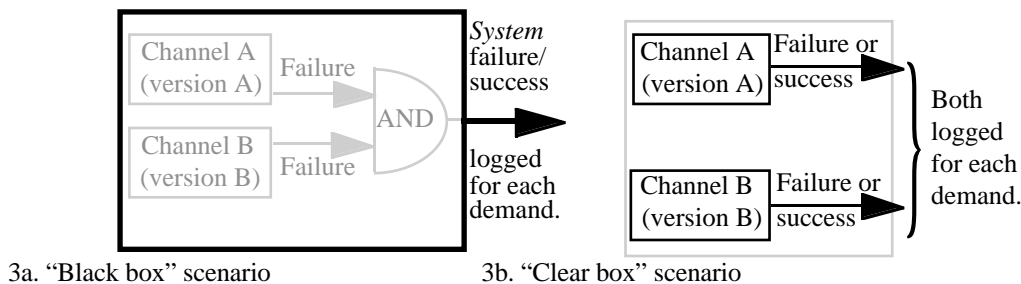 Channel A
(version A)
Failure
Channel B
(version B)
Failure
AND
System
failure/
success
logged
for each
demand.
3a. “Black box” scenario
Channel A
(version A)
Failure or
success
Channel B
(version B)
Failure or
success
Both
logged
for each
demand.
3b. “Clear box” scenario